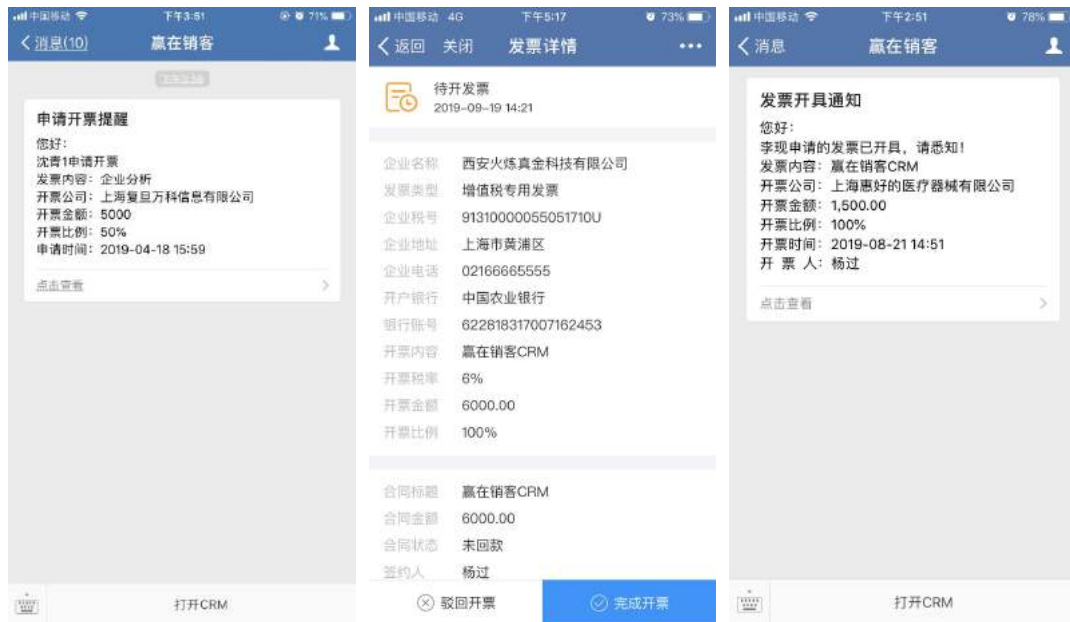 中国移动 下午3:51 71%
消息(10) 赢在销客
申请开票提醒
您好:
沈青1申请开票
发票内容: 企业分析
开票公司: 上海复旦万科信息有限公司
开票金额: 5000
开票比例: 50%
申请时间: 2019-04-18 15:59
点击查看
打开CRM
中国移动 4G 下午5:17 73%
返回 关闭 发票详情
待开发票
2019-09-19 14:21
企业名称 西安火炼真金科技有限公司
发票类型 增值税专用发票
企业税号 91310000055051710U
企业地址 上海市黄浦区
企业电话 02166665555
开户银行 中国农业银行
银行账号 622818317007162453
开票内容 赢在销客CRM
开票税率 6%
开票金额 6000.00
开票比例 100%
合同标题 赢在销客CRM
合同金额 6000.00
合同状态 未回款
签约人 杨过
驳回开票 完成开票
中国移动 下午2:51 78%
消息 赢在销客
发票开具通知
您好:
李现申请的发票已开具, 请悉知!
发票内容: 赢在销客CRM
开票公司: 上海惠好的医疗器械有限公司
开票金额: 1,500.00
开票比例: 100%
开票时间: 2019-08-21 14:51
开 票 人: 杨过
点击查看
打开CRM